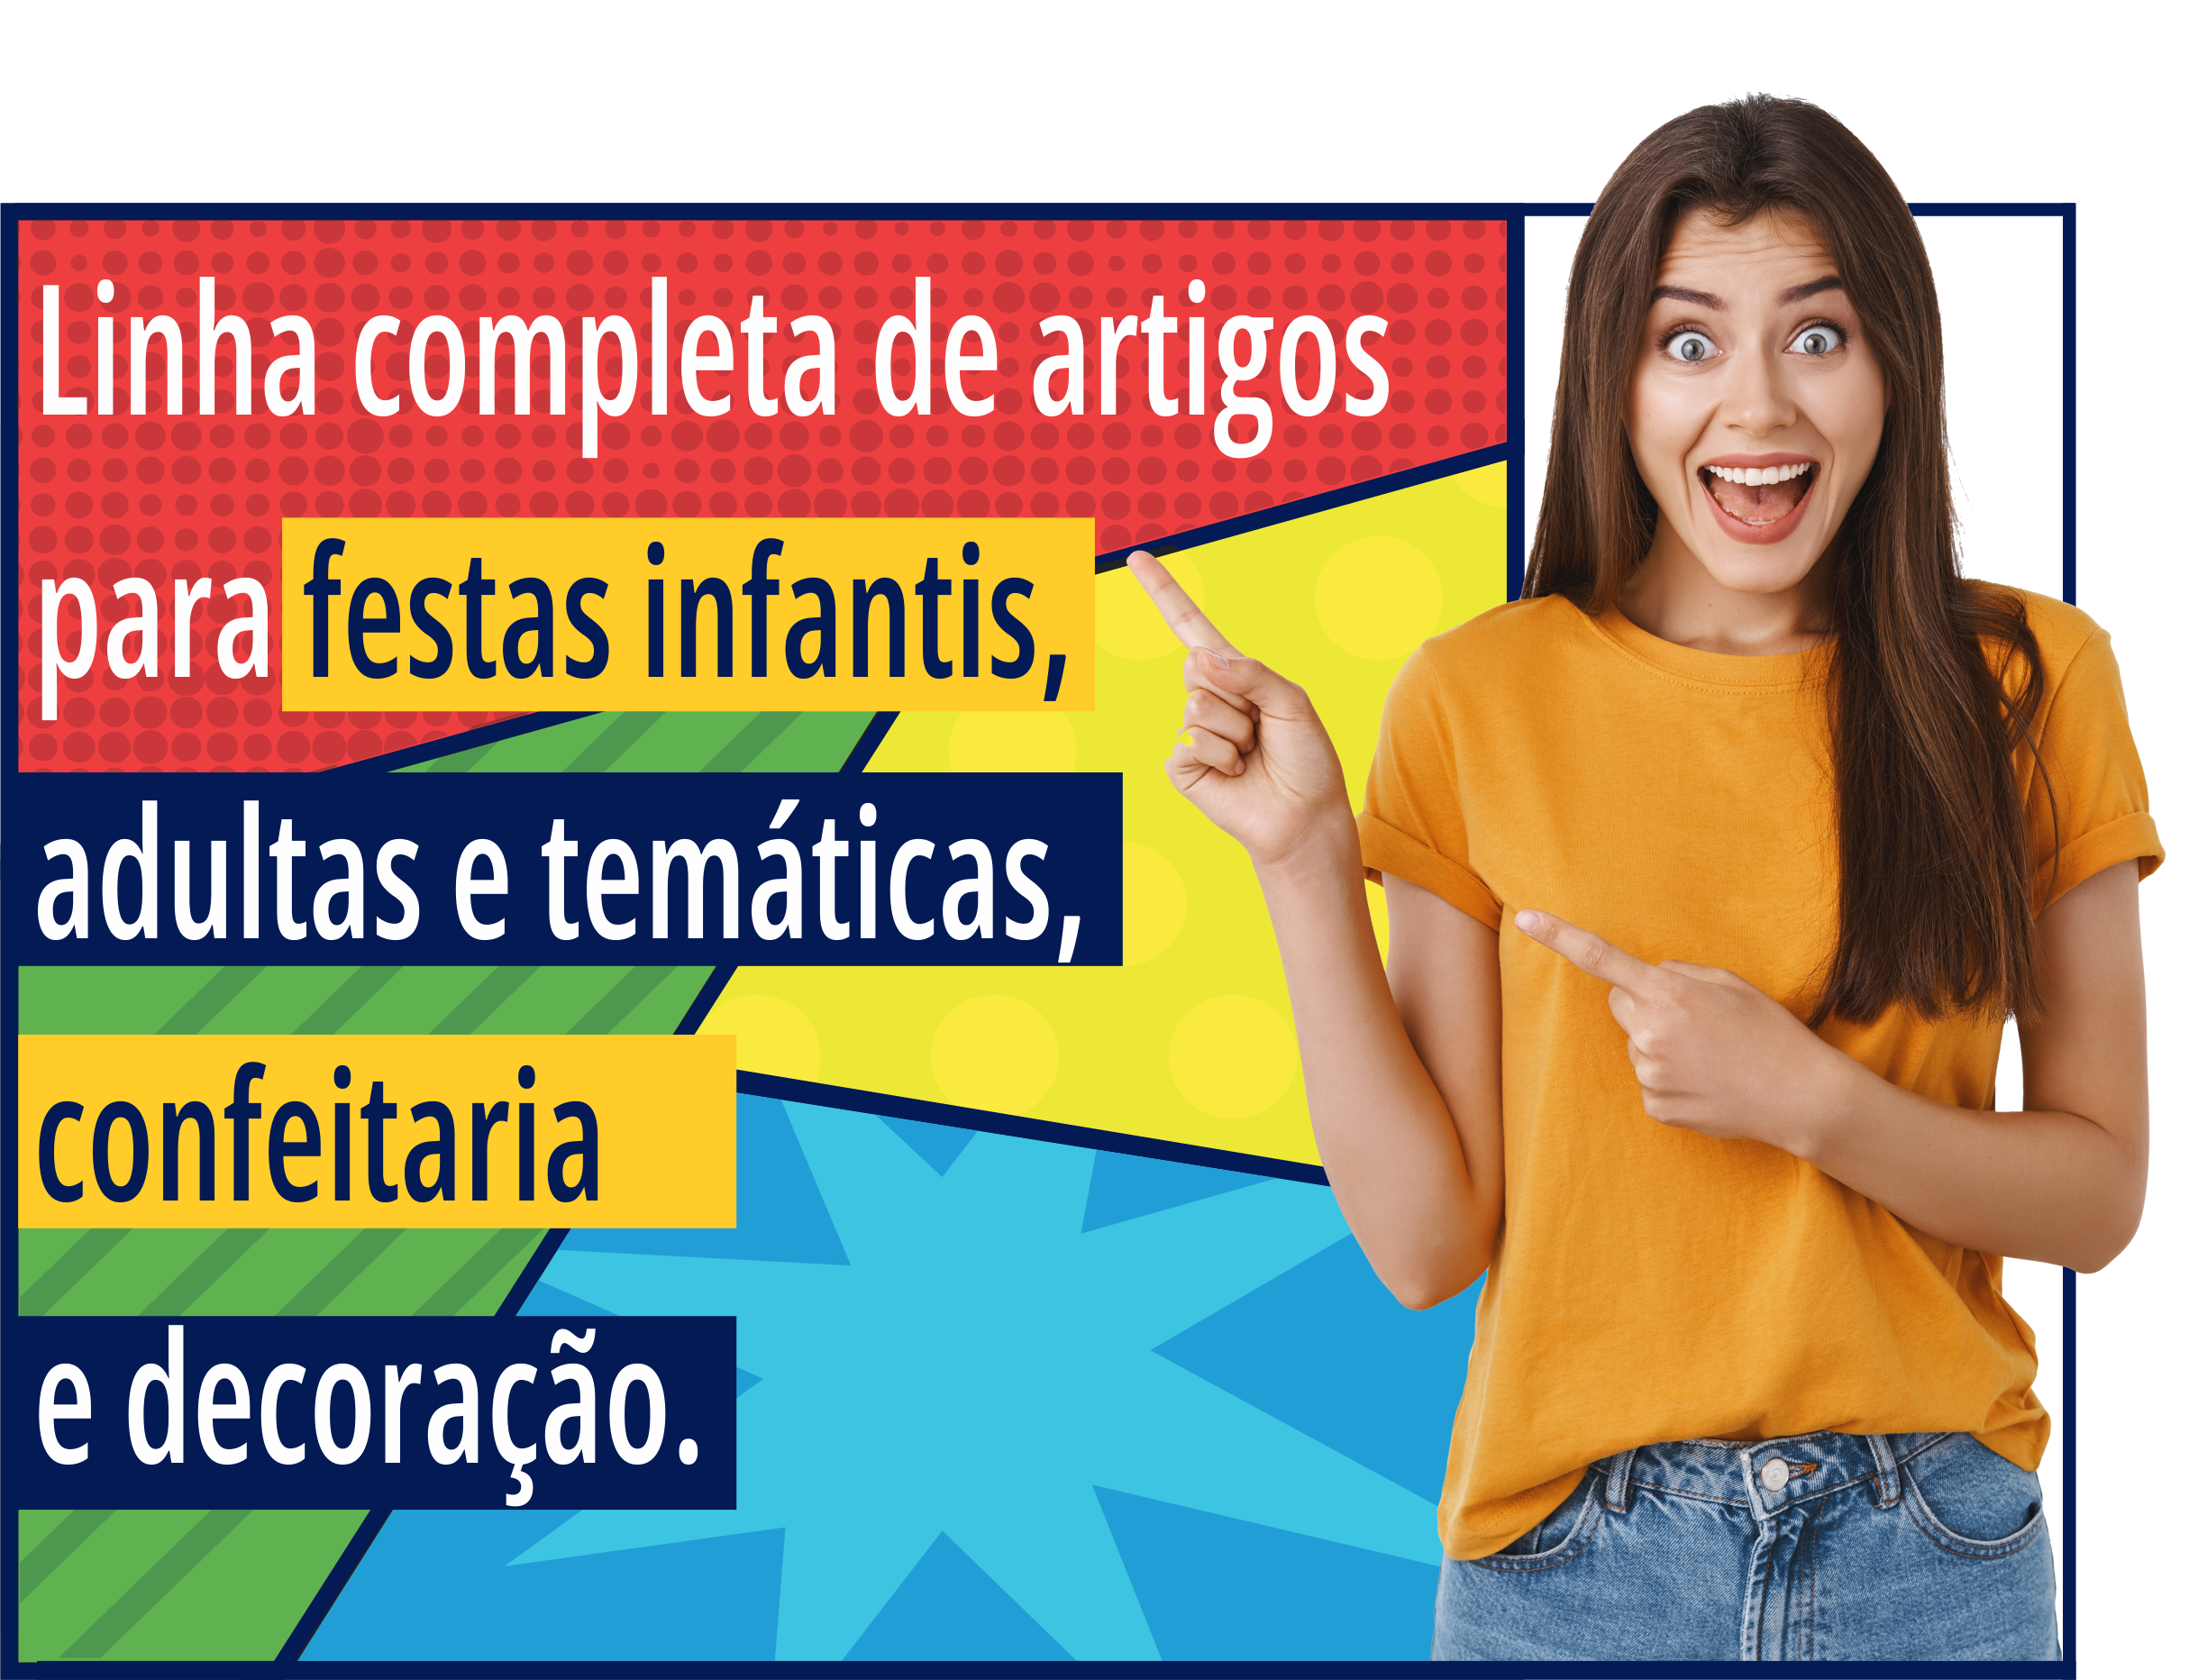 Linha completa de artigos
para festas infantis,
adultas e temáticas,
confeitaria
e decoração.